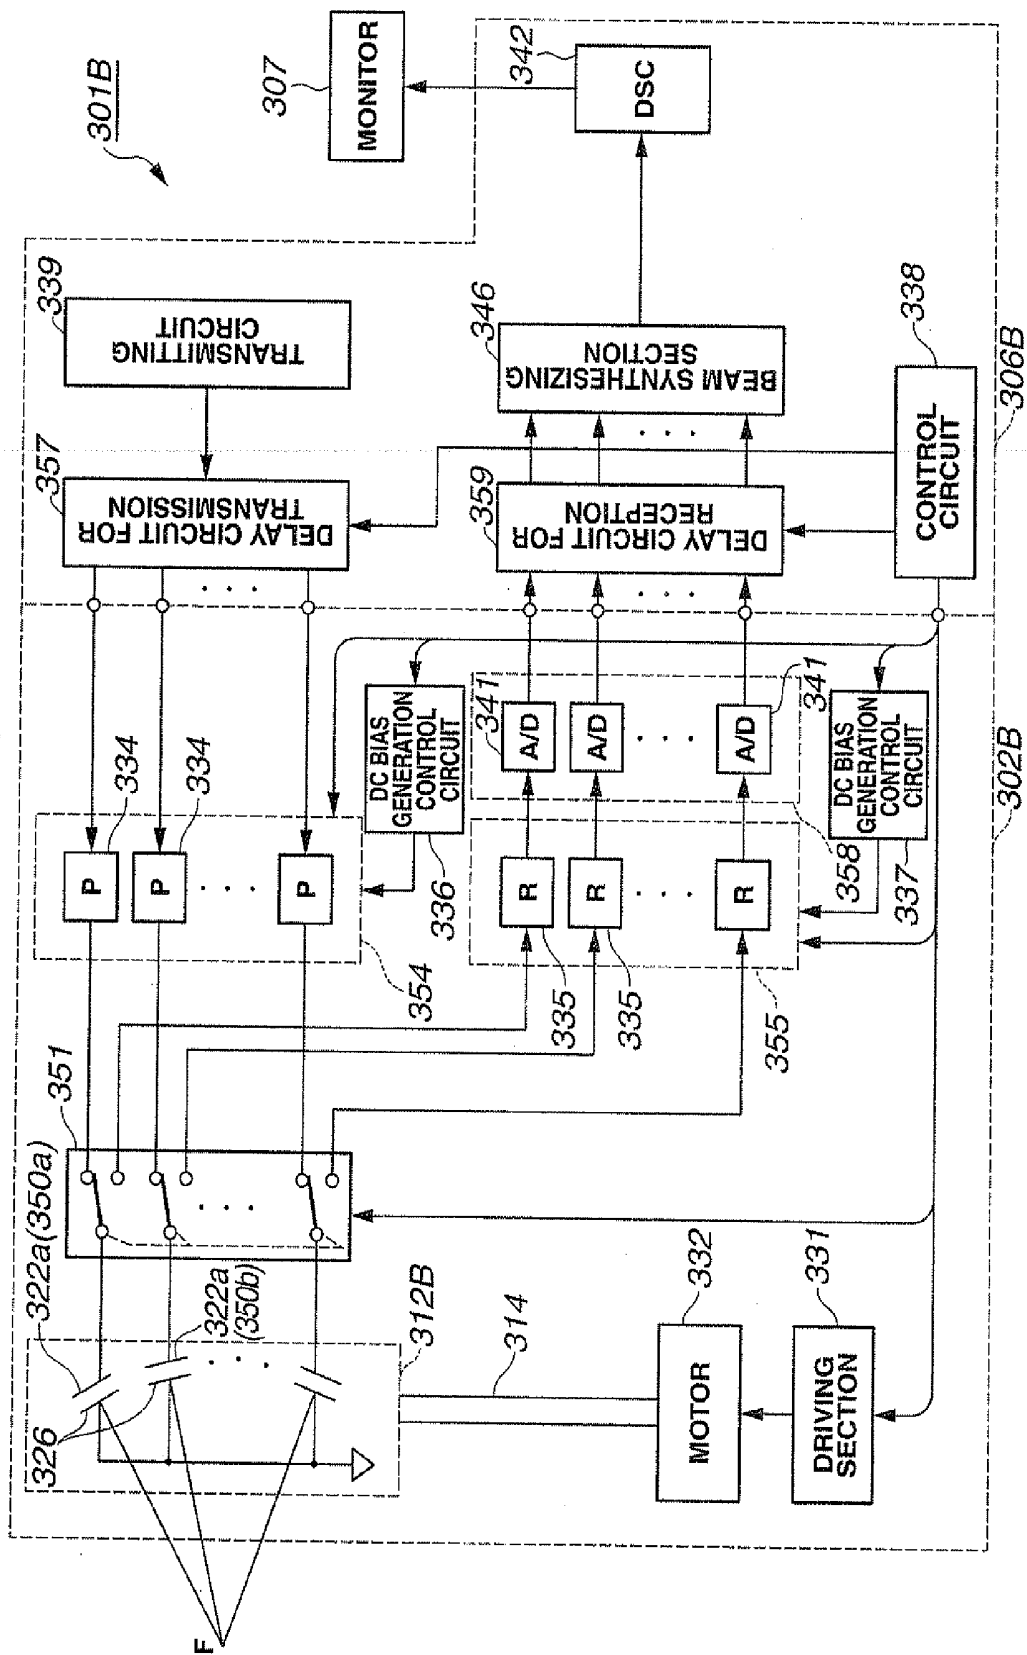 301B
307
MONITOR
342
DSC
339
TRANSMITTING
CIRCUIT
346
BEAM SYNTHESIZING
SECTION
338
CONTROL
CIRCUIT
306B
357
DELAY CIRCUIT FOR
TRANSMISSION
359
DELAY CIRCUIT FOR
RECEPTION
334
334
P
P
P
354
DC BIAS
GENERATION
CONTROL
CIRCUIT
336
341
A/D
A/D
A/D
341
358
R
R
R
335
335
355
DC BIAS
GENERATION
CONTROL
CIRCUIT
337
302B
351
322a(350a)
322a
(350b)
326
312B
314
332
MOTOR
331
DRIVING
SECTION
F